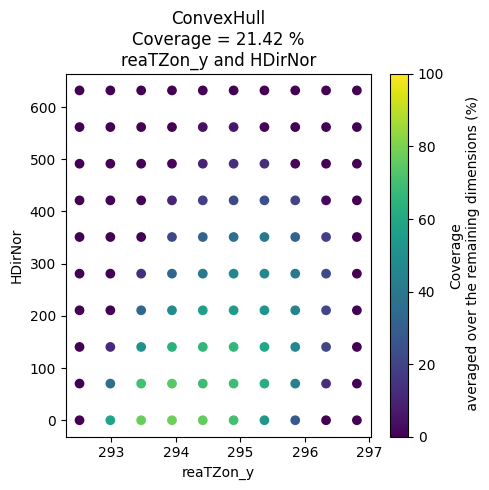 ConvexHull
Coverage = 21.42 %
reaTZon_y and HDirNor
HDirNor
600
500
400
300
200
100
0
293
294
295
296
297
reaTZon_y
100
80
60
40
20
0
Coverage
averaged over the remaining dimensions (%)